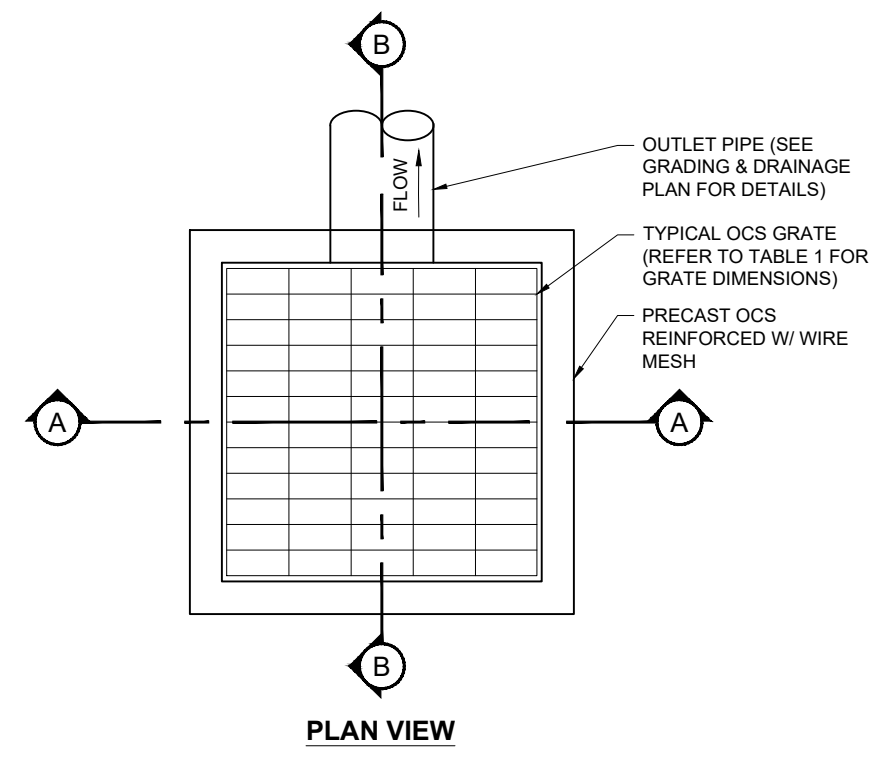 B
OUTLET PIPE (SEE
GRADING & DRAINAGE
PLAN FOR DETAILS)
FLOW
TYPICAL OCS GRATE
(REFER TO TABLE 1 FOR
GRATE DIMENSIONS)
PRECAST OCS
REINFORCED W/ WIRE
MESH
A
A
B
PLAN VIEW